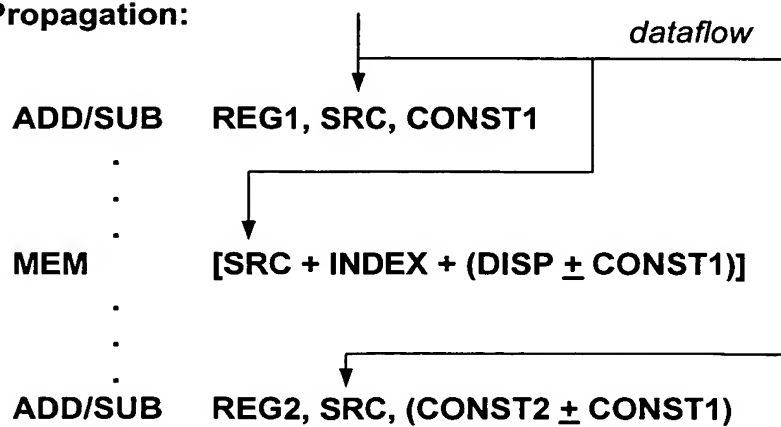 Propagation:
dataflow
ADD/SUB REG1, SRC, CONST1
.
.
.
MEM [SRC + INDEX + (DISP ± CONST1)]
.
.
.
ADD/SUB REG2, SRC, (CONST2 ± CONST1)